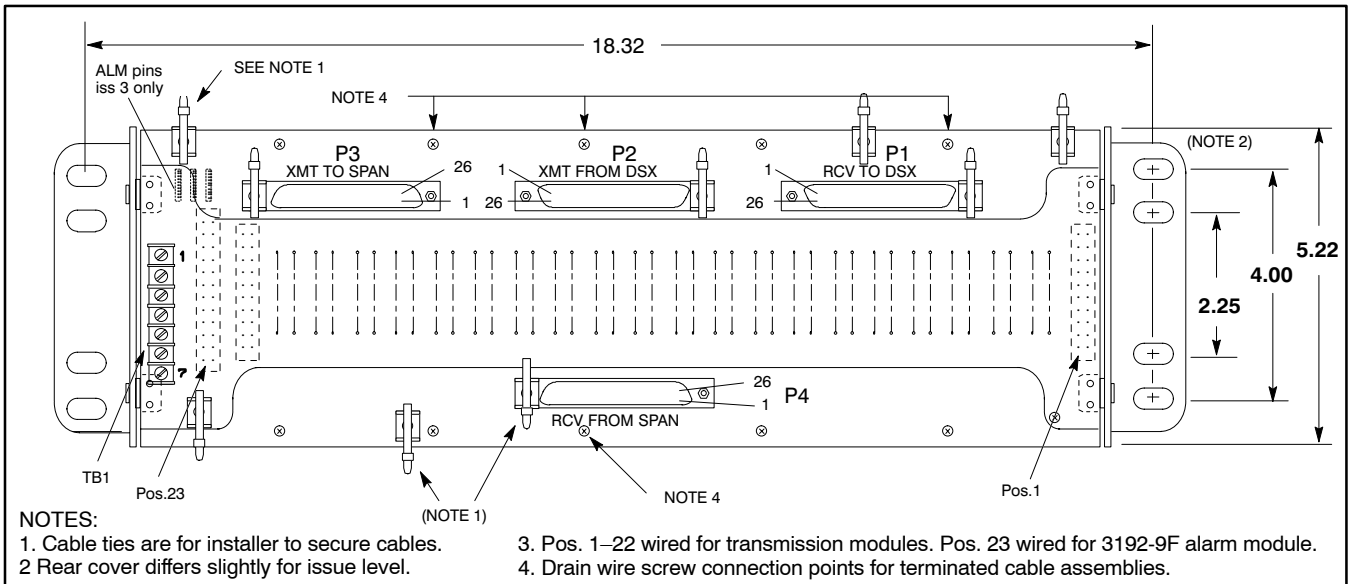 18.32
ALM pins
iss 3 only
SEE NOTE 1
NOTE 4
(NOTE 2)
P3
XMT TO SPAN
26
1
P2
XMT FROM DSX
1
26
P1
RCV TO DSX
1
26
1
7
5.22
4.00
2.25
26
1
P4
RCV FROM SPAN
TB1
Pos.23
(NOTE 1)
NOTE 4
Pos.1
NOTES:
1. Cable ties are for installer to secure cables.
2 Rear cover differs slightly for issue level.
3. Pos. 1–22 wired for transmission modules. Pos. 23 wired for 3192-9F alarm module.
4. Drain wire screw connection points for terminated cable assemblies.